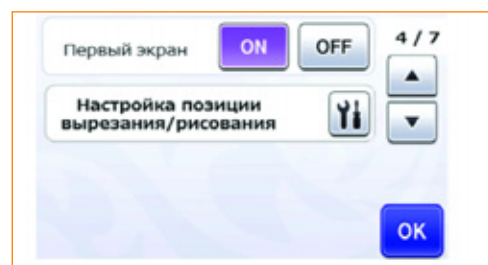 Первый экран ON OFF 4 / 7
Настройка позиции
вырезания/рисования
OK